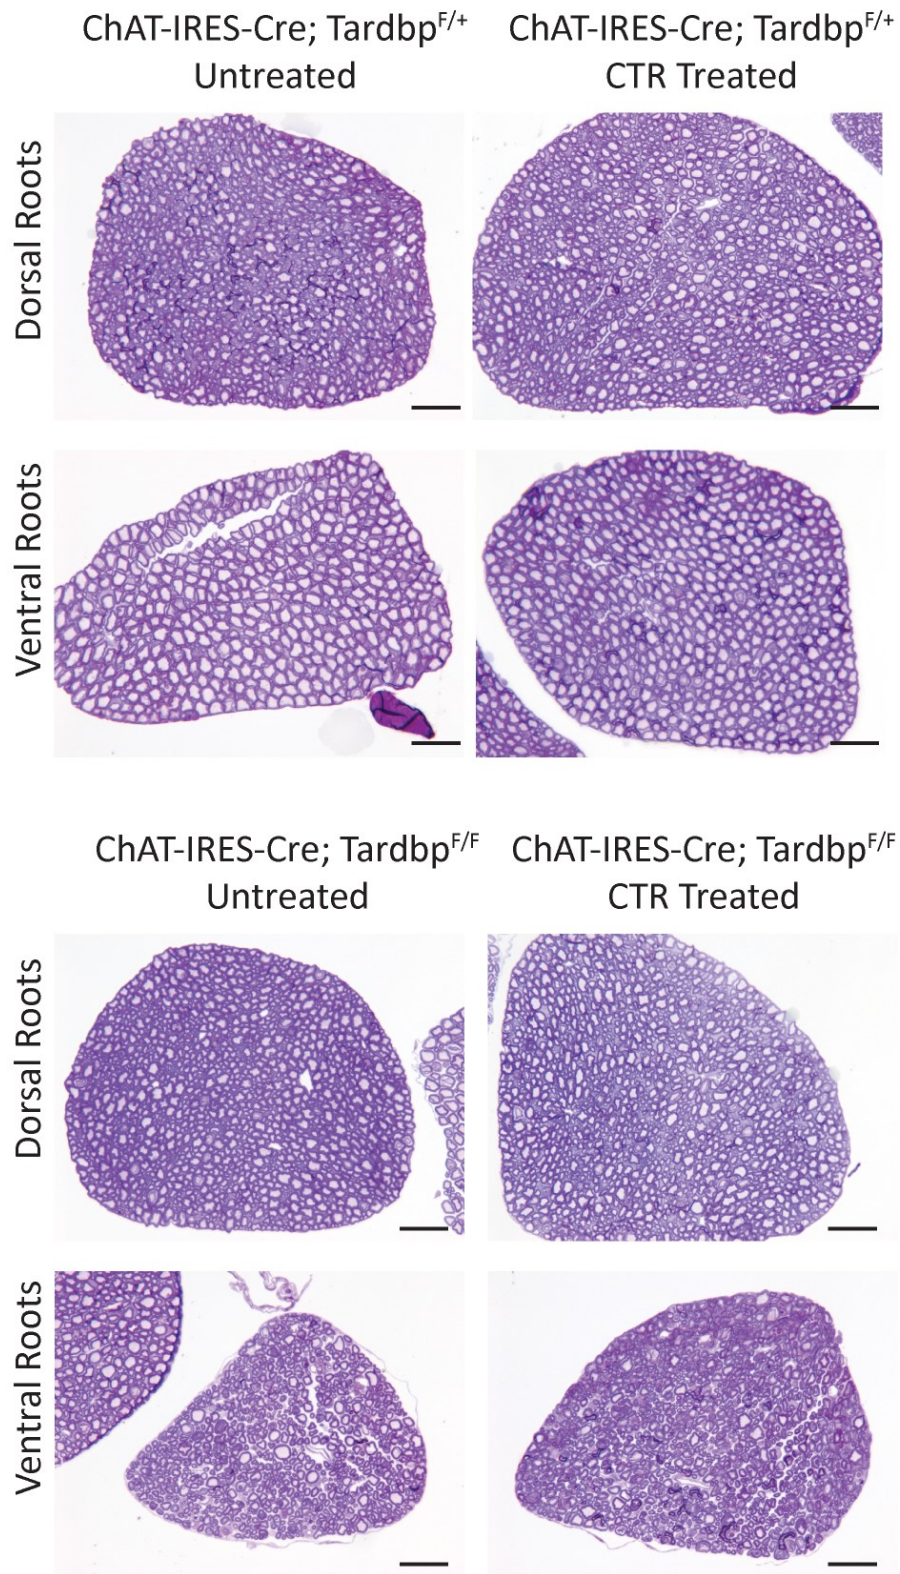 ChAT-IRES-Cre; Tardbp^F/+
Untreated
ChAT-IRES-Cre; Tardbp^F/+
CTR Treated
Dorsal Roots
Ventral Roots
ChAT-IRES-Cre; Tardbp^F/F
Untreated
ChAT-IRES-Cre; Tardbp^F/F
CTR Treated
Dorsal Roots
Ventral Roots